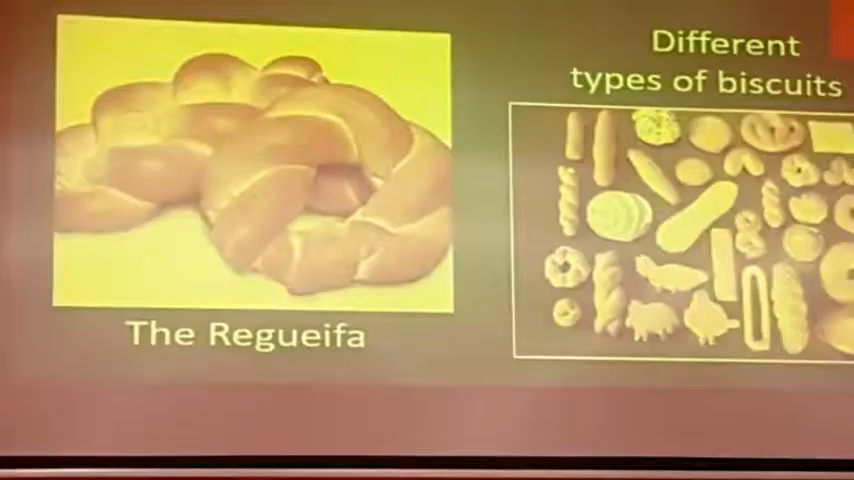 The Regueifa
Different
types of biscuits